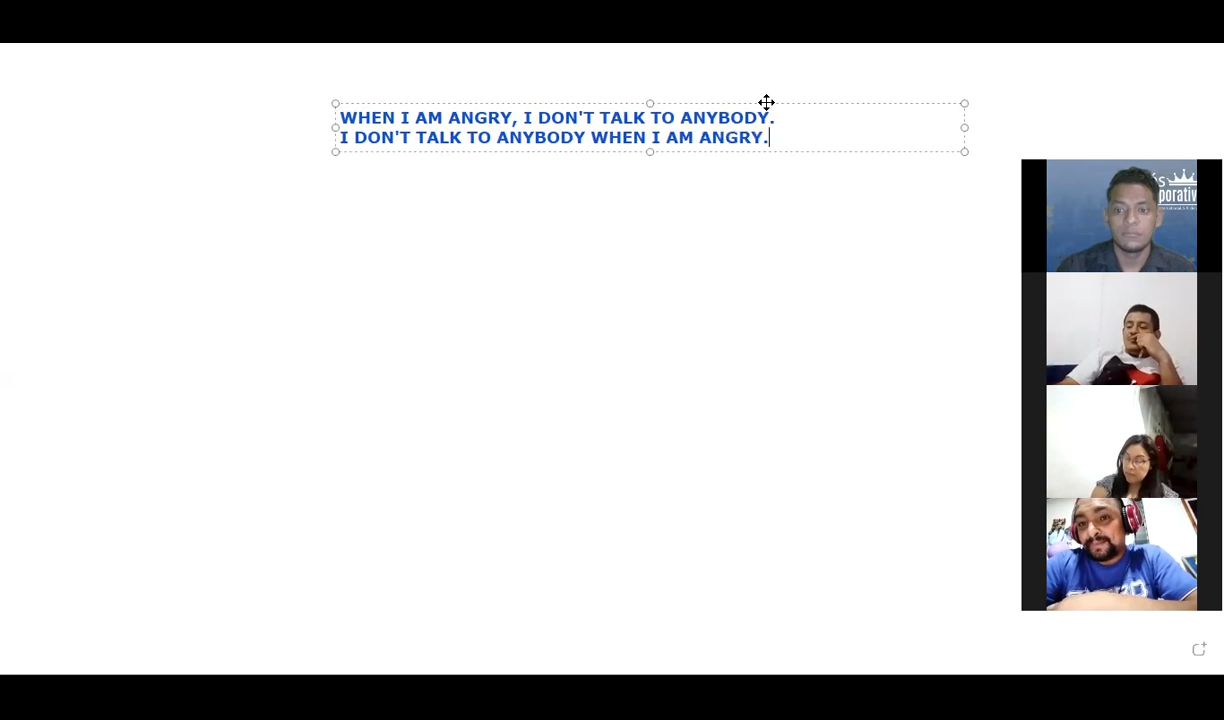 WHEN I AM ANGRY, I DON'T TALK TO ANYBODY.
I DON'T TALK TO ANYBODY WHEN I AM ANGRY.